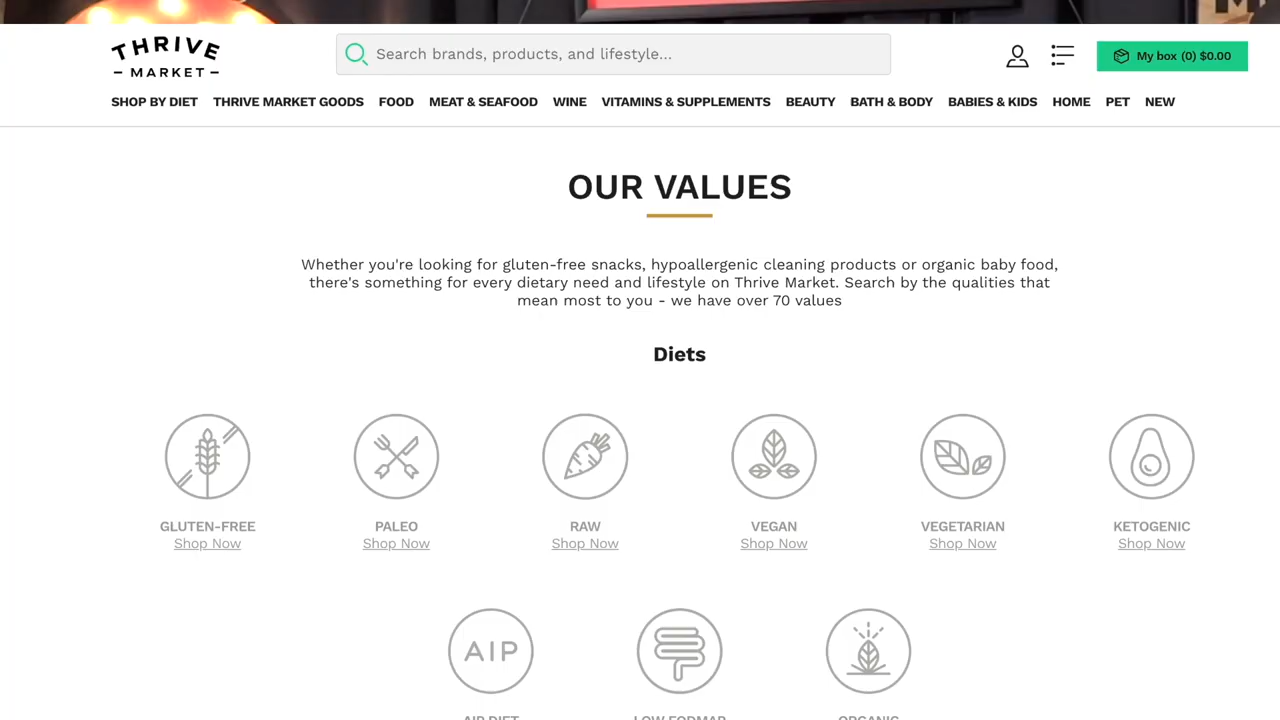 THRIVE
MARKET
Search brands, products, and lifestyle...
My box (0) $0.00
SHOP BY DIET THRIVE MARKET GOODS FOOD MEAT & SEAFOOD WINE VITAMINS & SUPPLEMENTS BEAUTY BATH & BODY BABIES & KIDS HOME PET NEW
OUR VALUES
Whether you're looking for gluten-free snacks, hypoallergenic cleaning products or organic baby food,
there's something for every dietary need and lifestyle on Thrive Market. Search by the qualities that
mean most to you - we have over 70 values
Diets
GLUTEN-FREE PALEO RAW VEGAN VEGETARIAN KETOGENIC
Shop Now Shop Now Shop Now Shop Now Shop Now Shop Now
AIP
AIP DIET LOW FODMAP ORGANIC